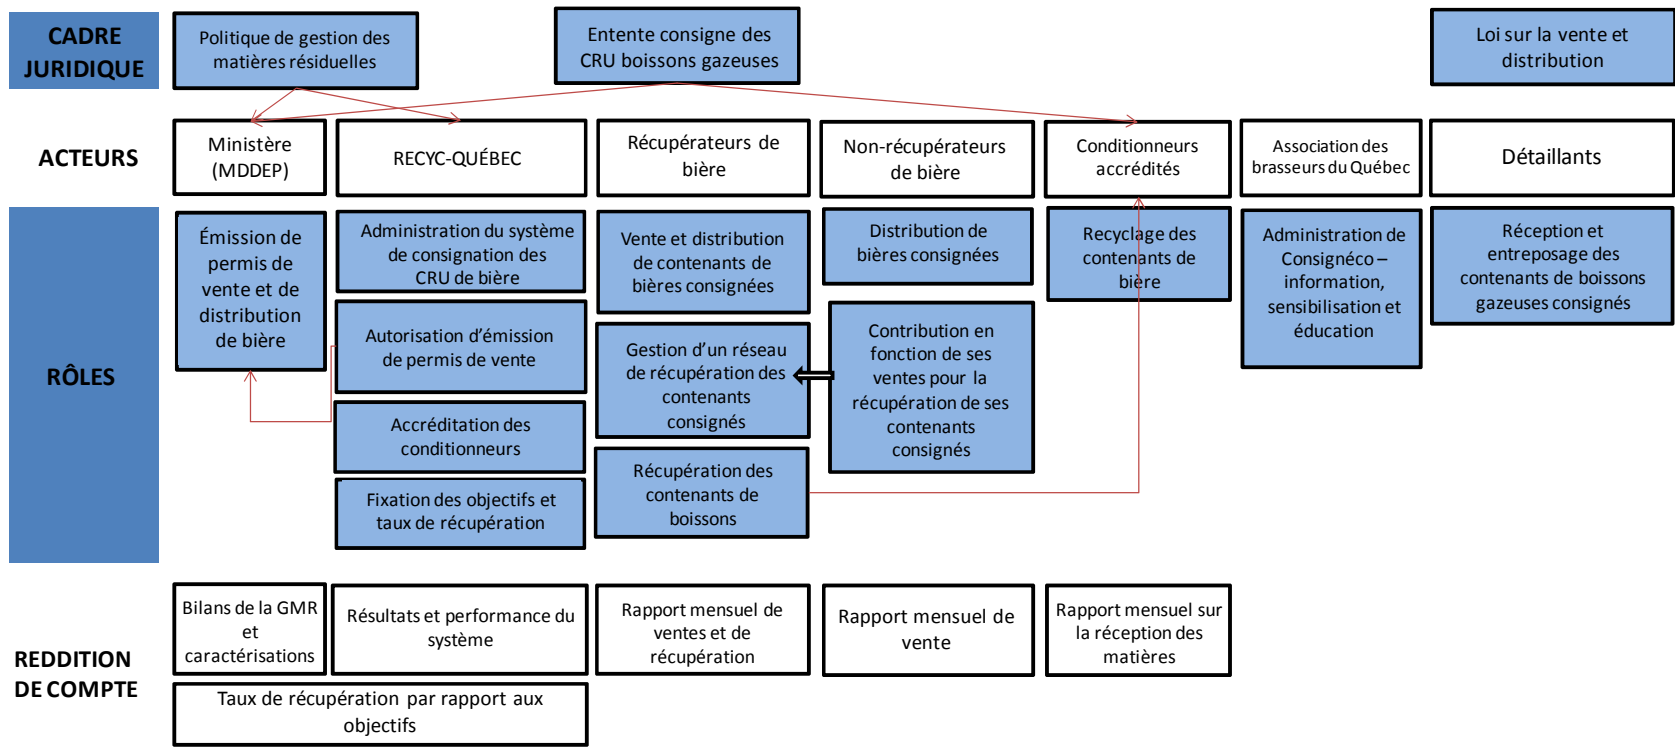 CADRE
JURIDIQUE
Politique de gestion des
matières résiduelles
Entente consigne des
CRU boissons gazeuses
Loi sur la vente et
distribution
ACTEURS
Ministère
(MDDEP)
RECYC-QUÉBEC
Récupérateurs de
bière
Non-récupérateurs
de bière
Conditionneurs
accrédités
Association des
brasseurs du Québec
Détaillants
RÔLES
Émission de
permis de
vente et de
distribution
de bière
Administration du système
de consignation des
CRU de bière
Autorisation d’émission
de permis de vente
Accréditation des
conditionneurs
Fixation des objectifs et
taux de récupération
Vente et distribution
de contenants de
bières consignées
Gestion d’un réseau
de récupération des
contenants
consignés
Récupération des
contenants de
boissons
Distribution de
bières consignées
Contribution en
fonction de ses
ventes pour la
récupération de ses
contenants
consignés
Recyclage des
contenants de
bière
Administration de
Consignéco –
information,
sensibilisation et
éducation
Réception et
entreposage des
contenants de boissons
gazeuses consignés
REDDITION
DE COMPTE
Bilans de la GMR
et
caractérisations
Résultats et performance du
système
Rapport mensuel de
ventes et de
récupération
Rapport mensuel de
vente
Rapport mensuel sur
la réception des
matières
Taux de récupération par rapport aux
objectifs